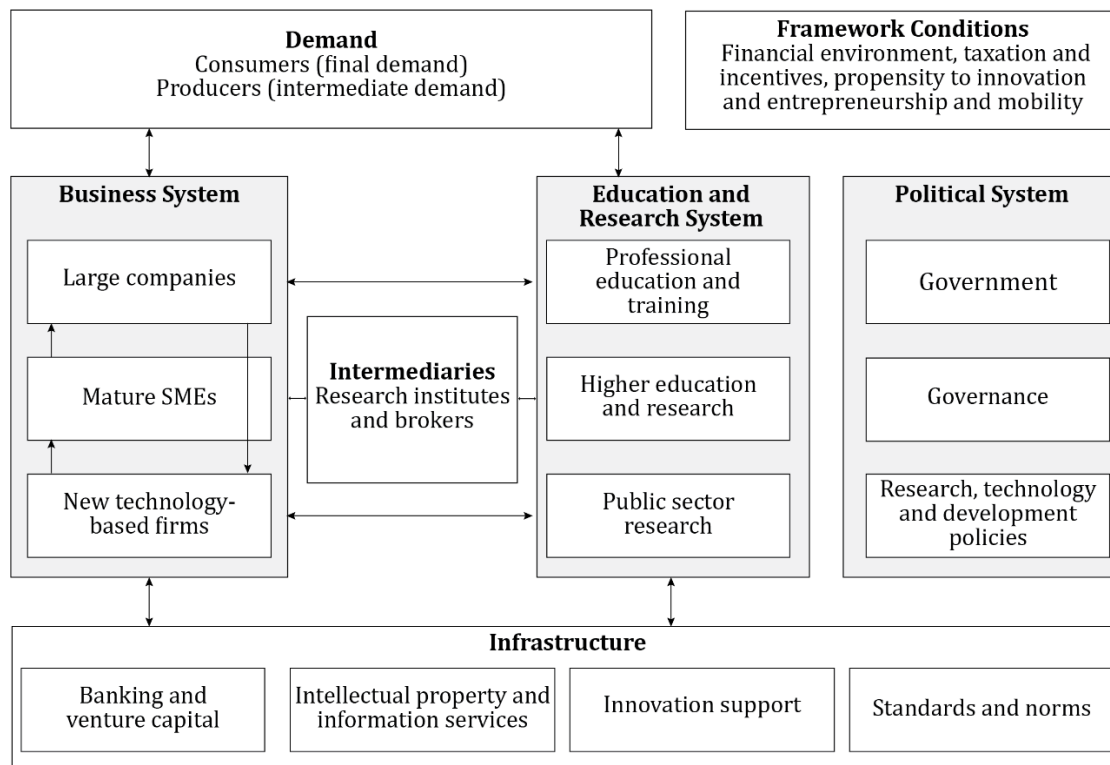 Demand
Consumers (final demand)
Producers (intermediate demand)
Framework Conditions
Financial environment, taxation and
incentives, propensity to innovation
and entrepreneurship and mobility
Business System
Large companies
Mature SMEs
New technology-
based firms
Intermediaries
Research institutes
and brokers
Education and
Research System
Professional
education and
training
Higher education
and research
Public sector
research
Political System
Government
Governance
Research, technology
and development
policies
Infrastructure
Banking and
venture capital
Intellectual property and
information services
Innovation support
Standards and norms